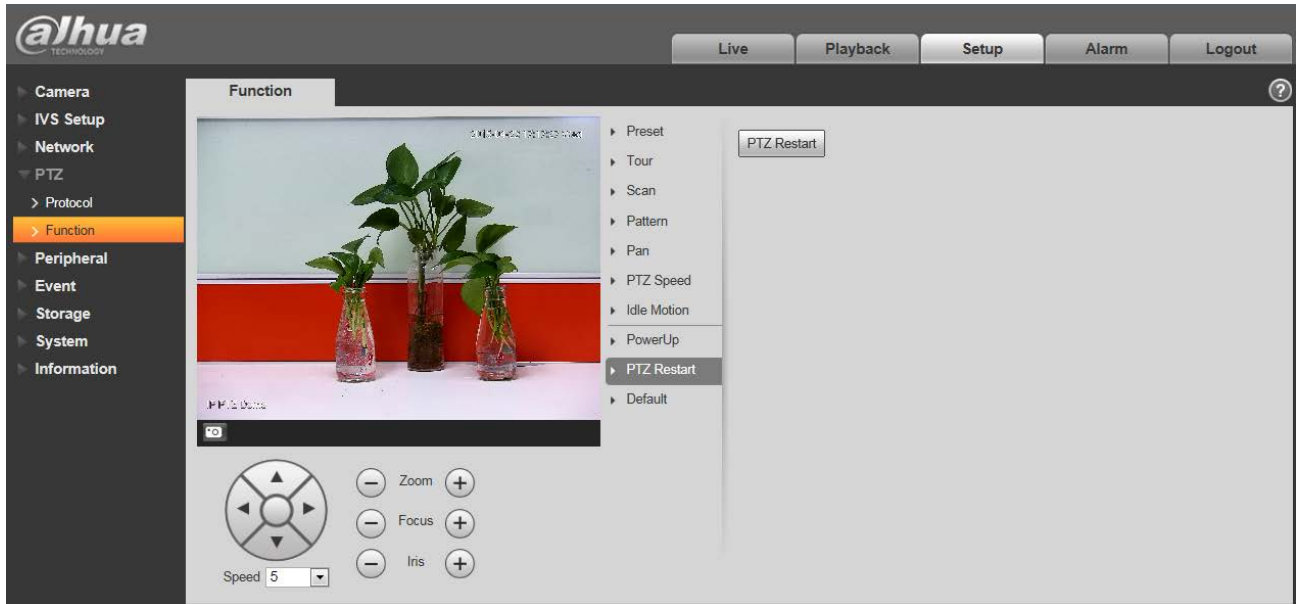 alhua
TECHNOLOGY
Live
Playback
Setup
Alarm
Logout
Camera
IVS Setup
Network
PTZ
Protocol
Function
Peripheral
Event
Storage
System
Information
Function
?
Preset
Tour
Scan
Pattern
Pan
PTZ Speed
Idle Motion
PowerUp
PTZ Restart
Default
PTZ Restart
Zoom
Focus
Iris
Speed 5